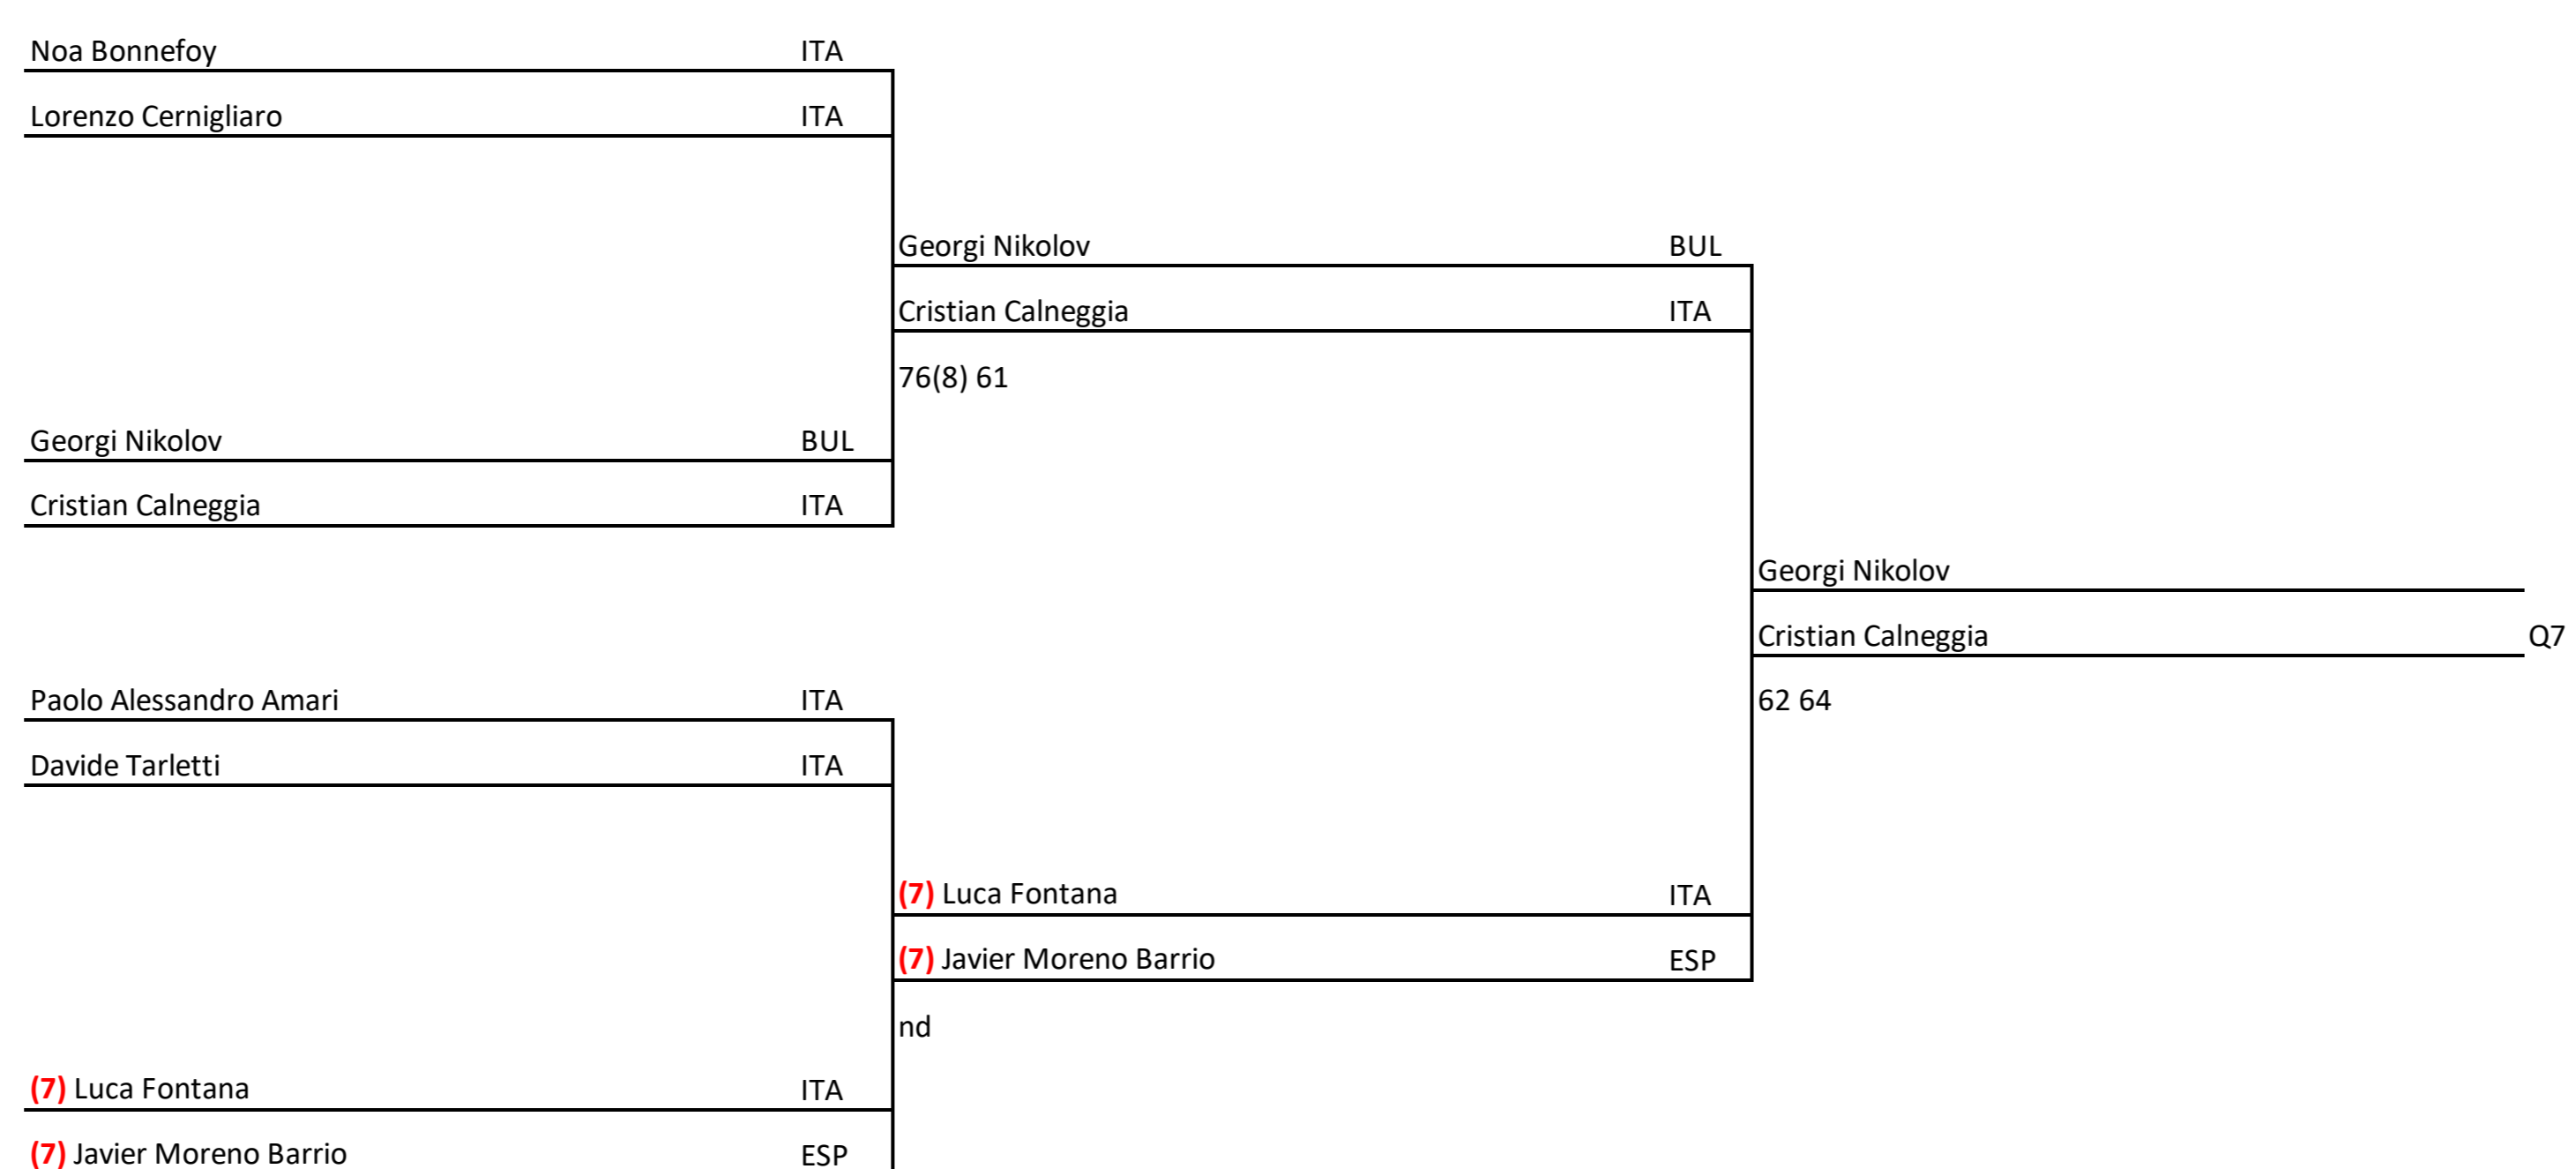 Noa Bonnefoy ITA
Lorenzo Cernigliaro ITA
Georgi Nikolov BUL
Cristian Calneggia ITA
76(8) 61
Georgi Nikolov BUL
Cristian Calneggia ITA
Georgi Nikolov
Cristian Calneggia Q7
62 64
Paolo Alessandro Amari ITA
Davide Tarletti ITA
(7) Luca Fontana ITA
(7) Javier Moreno Barrio ESP
nd
(7) Luca Fontana ITA
(7) Javier Moreno Barrio ESP